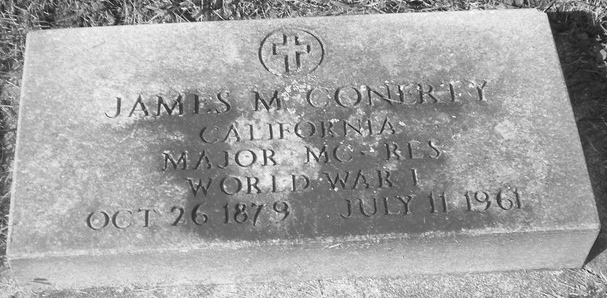 JAMES M CONERTY
CALIFORNIA
MAJOR MC-RES
WORLD WAR I
OCT 26 1879 JULY 11 1961